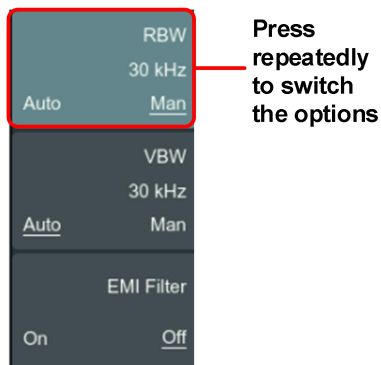 RBW
30 kHz
Auto Man
VBW
30 kHz
Auto Man
EMI Filter
On Off
Press
repeatedly
to switch
the options